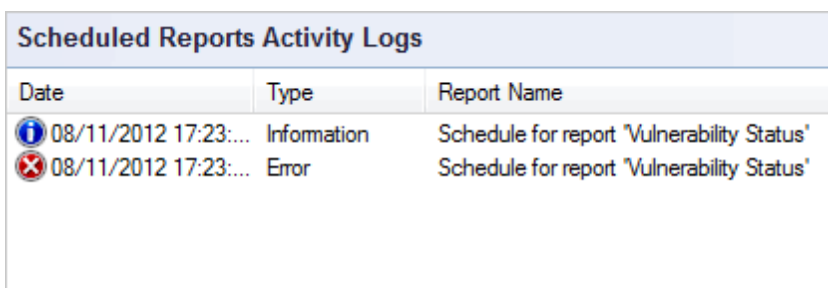 Scheduled Reports Activity Logs
Date Type Report Name
08/11/2012 17:23:... Information Schedule for report 'Vulnerability Status'
08/11/2012 17:23:... Error Schedule for report 'Vulnerability Status'